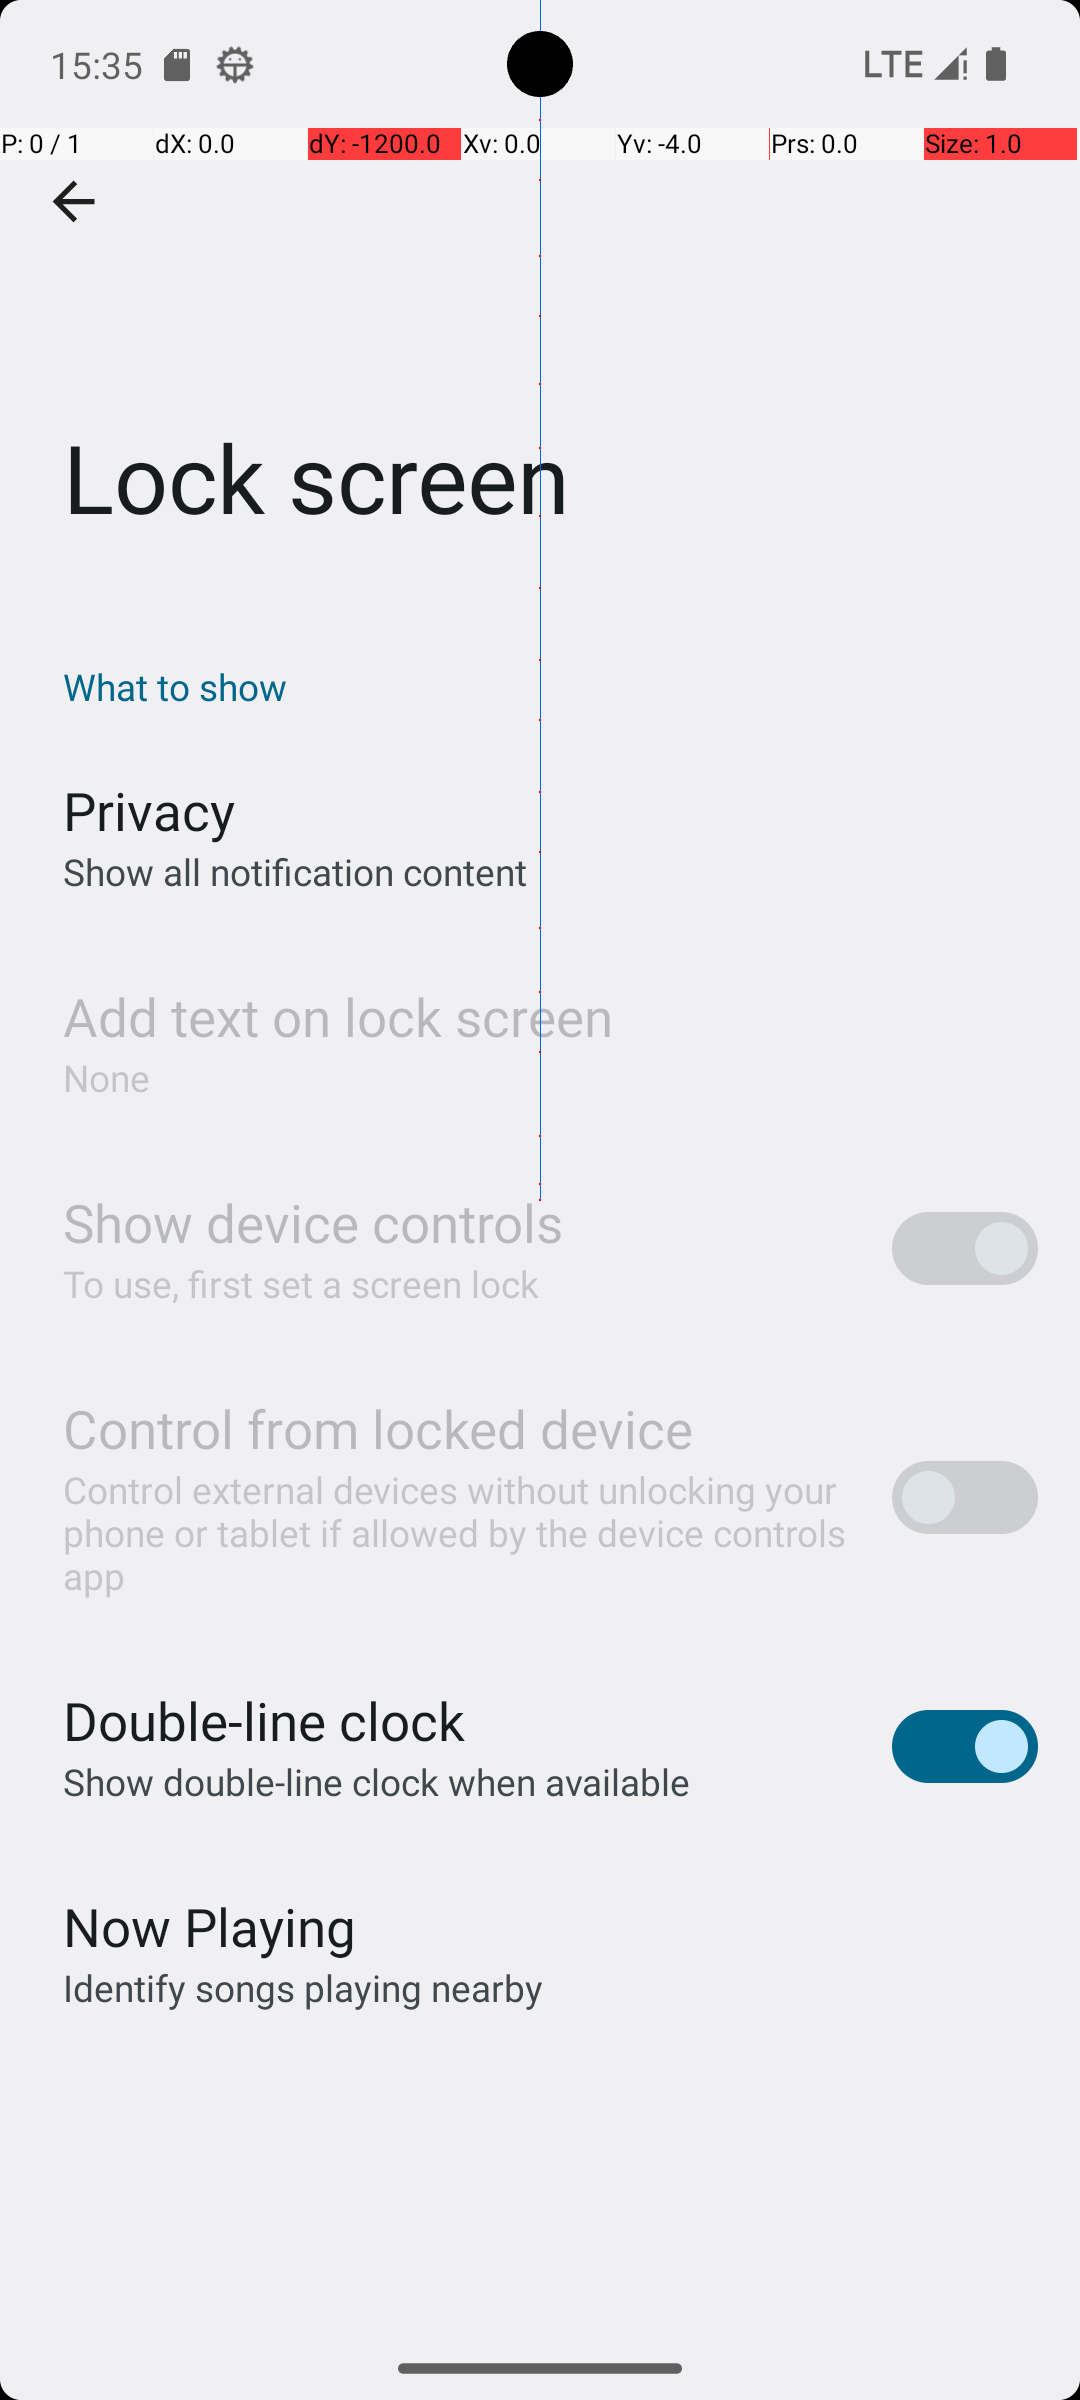 15:35
LTE
P: 0 / 1 dX: 0.0 dY: -1200.0 Xv: 0.0 Yv: -4.0 Prs: 0.0 Size: 1.0
Lock screen
What to show
Privacy
Show all notification content
Add text on lock screen
None
Show device controls
To use, first set a screen lock
Control from locked device
Control external devices without unlocking your
phone or tablet if allowed by the device controls
app
Double-line clock
Show double-line clock when available
Now Playing
Identify songs playing nearby